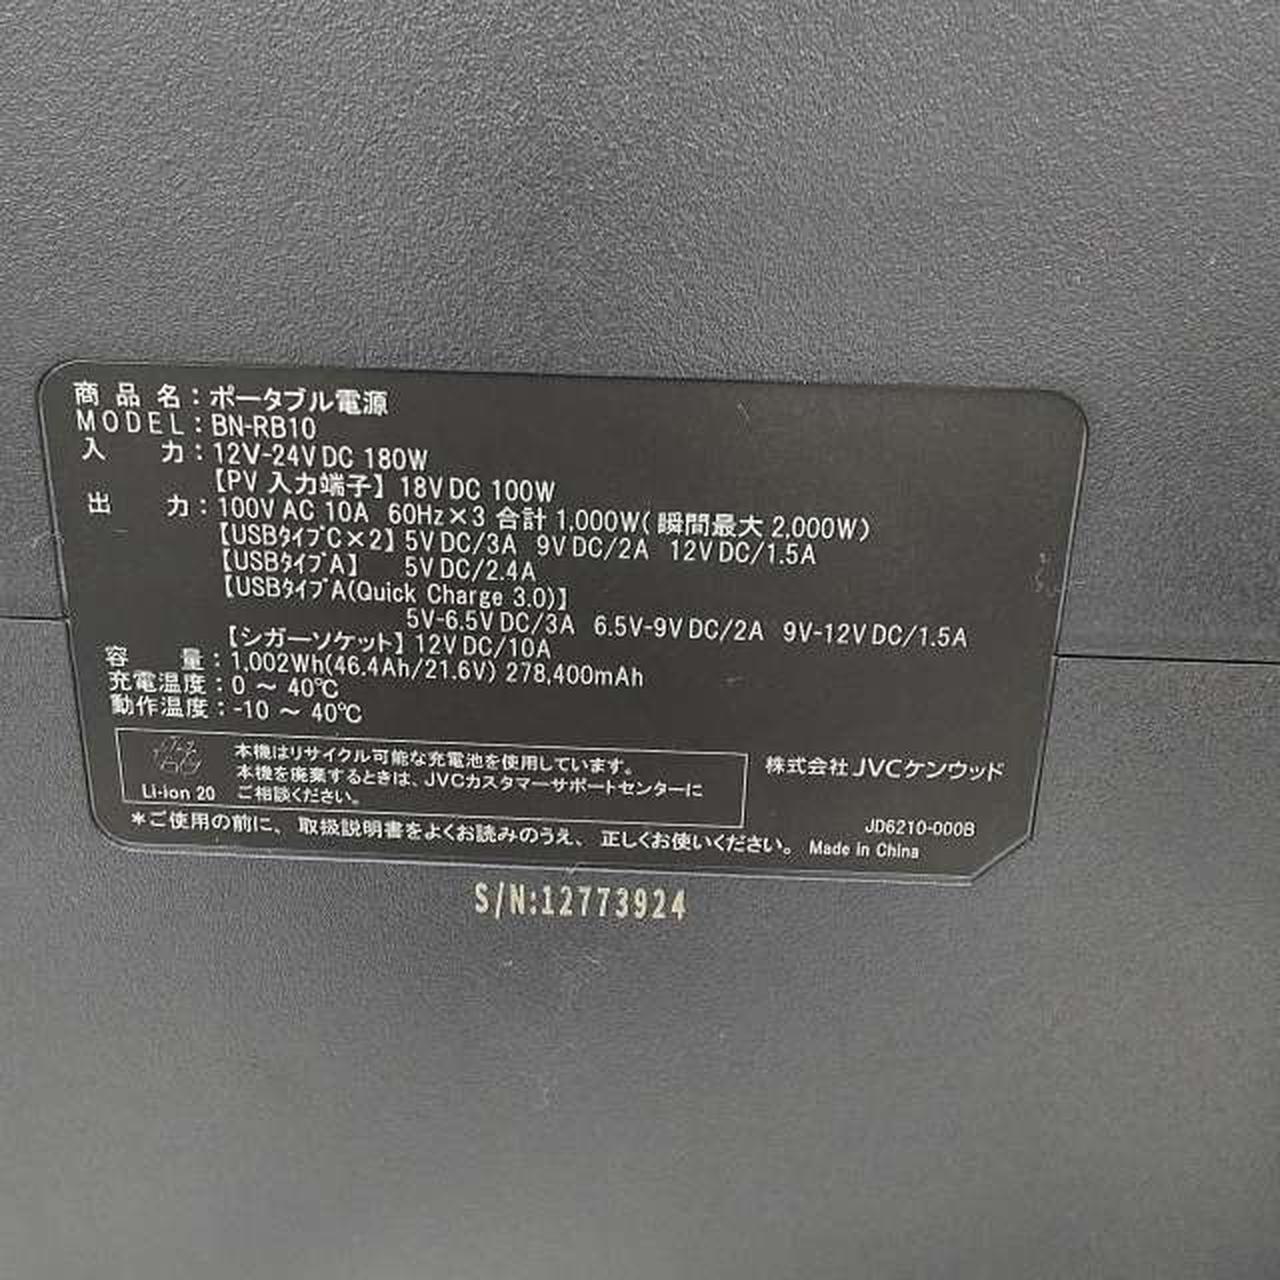 商品名：ポータブル電源
MODEL：BN-RB10
入力：12V-24V DC 180W
【PV 入力端子】 18V DC 100W
出力：100V AC 10A 60Hz×3 合計 1,000W(瞬間最大 2,000W)
【USBﾀｲﾌﾟC×2】 5V DC/3A 9V DC/2A 12V DC/1.5A
【USBﾀｲﾌﾟA】 5V DC/2.4A
【USBﾀｲﾌﾟA(Quick Charge 3.0)】
5V-6.5V DC/3A 6.5V-9V DC/2A 9V-12V DC/1.5A
【シガーソケット】 12V DC/10A
容量：1,002Wh(46.4Ah/21.6V) 278,400mAh
充電温度：0 ～ 40℃
動作温度：-10 ～ 40℃
本機はリサイクル可能な充電池を使用しています。
本機を廃棄するときは、JVCカスタマーサポートセンターに
ご相談ください。
Li-ion 20
株式会社 JVCケンウッド
JD6210-000B
＊ご使用の前に、取扱説明書をよくお読みのうえ、正しくお使いください。 Made in China
S/N:12773924